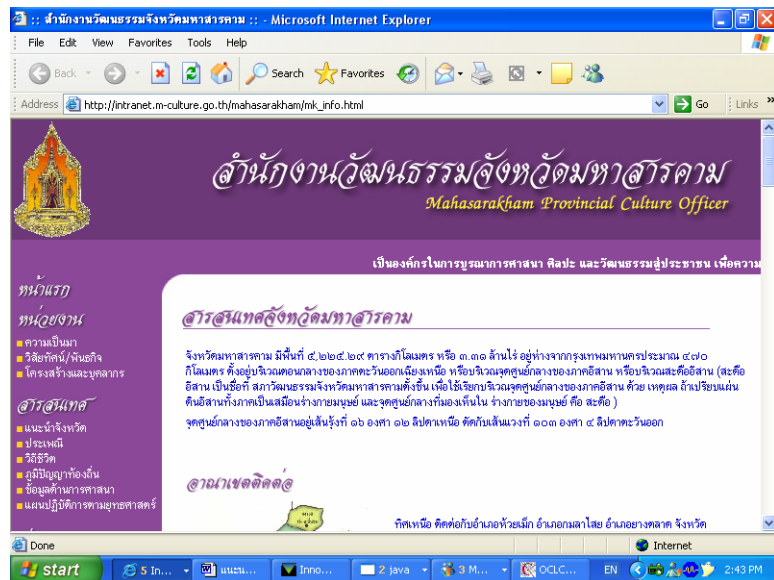 :: สำนักงานวัฒนธรรมจังหวัดมหาสารคาม :: - Microsoft Internet Explorer
File Edit View Favorites Tools Help
Back Search Favorites
Address http://intranet.m-culture.go.th/mahasarakham/mk_info.html Go Links »
สำนักงานวัฒนธรรมจังหวัดมหาสารคาม
Mahasarakham Provincial Culture Officer
เป็นองค์กรในการบูรณาการศาสนา ศิลปะ และวัฒนธรรมสู่ประชาชน เพื่อความ
หน้าแรก
หน่วยงาน
ความเป็นมา
วิสัยทัศน์/พันธกิจ
โครงสร้างและบุคลากร
สารสนเทศ
แนะนำจังหวัด
ประเพณี
วิถีชีวิต
ภูมิปัญญาท้องถิ่น
ข้อมูลด้านการศาสนา
แผนปฏิบัติการตามยุทธศาสตร์
สารสนเทศจังหวัดมหาสารคาม
จังหวัดมหาสารคาม มีพื้นที่ ๕,๒๒๕.๒๙ ตารางกิโลเมตร หรือ ๓.๓๑ ล้านไร่ อยู่ห่างจากกรุงเทพมหานครประมาณ ๔๗๐
กิโลเมตร ตั้งอยู่บริเวณตอนกลางของภาคตะวันออกเฉียงเหนือ หรือบริเวณจุดศูนย์กลางของภาคอีสาน หรือบริเวณสะดืออีสาน (สะดือ
อีสาน เป็นชื่อที่ สภาวัฒนธรรมจังหวัดมหาสารคามตั้งขึ้น เพื่อใช้เรียกบริเวณจุดศูนย์กลางของภาคอีสาน ด้วย เหตุผล ถ้าเปรียบแผ่น
ดินอีสานทั้งภาคเป็นเสมือนร่างกายมนุษย์ และจุดศูนย์กลางที่มองเห็นใน ร่างกายของมนุษย์ คือ สะดือ )
จุดศูนย์กลางของภาคอีสานอยู่เส้นรุ้งที่ ๑๖ องศา ๑๒ ลิปดาเหนือ ตัดกับเส้นแวงที่ ๑๐๓ องศา ๔ ลิปดาตะวันออก
อาณาเขตติดต่อ
ทิศเหนือ ติดต่อกับอำเภอห้วยเม็ก อำเภอกมลาไสย อำเภอยางตลาด จังหวัด
Done Internet
start 5 In... แนะน... Inno... 2 java 3 M... OCLC... EN 2:43 PM